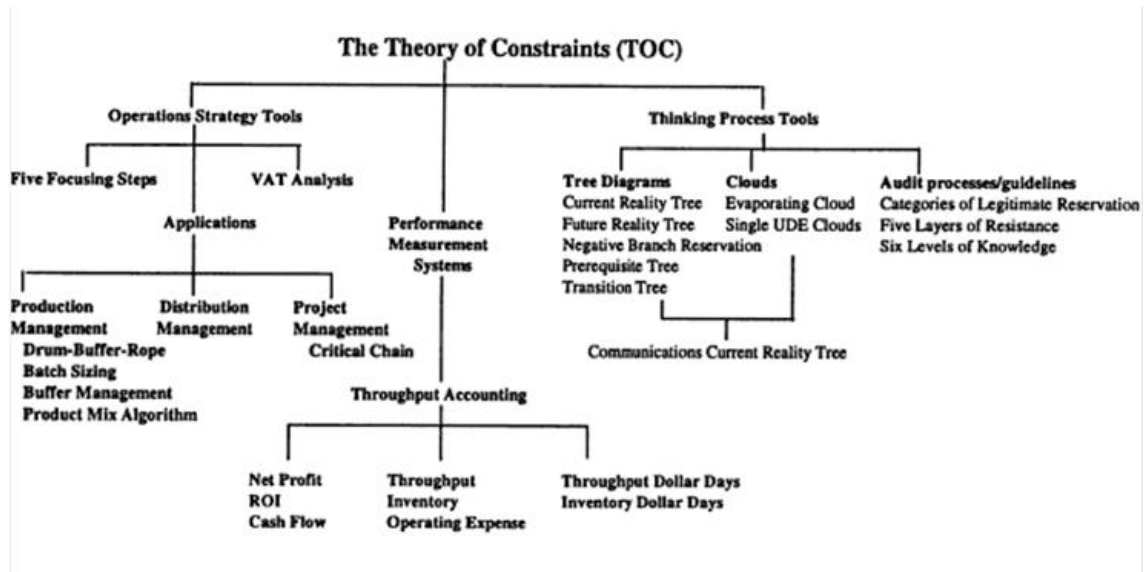 The Theory of Constraints (TOC)
Operations Strategy Tools
Thinking Process Tools
Five Focusing Steps
VAT Analysis
Applications
Production
Management
Drum-Buffer-Rope
Batch Sizing
Buffer Management
Product Mix Algorithm
Distribution
Management
Project
Management
Critical Chain
Performance
Measurement
Systems
Throughput Accounting
Net Profit
ROI
Cash Flow
Throughput
Inventory
Operating Expense
Throughput Dollar Days
Inventory Dollar Days
Tree Diagrams
Current Reality Tree
Future Reality Tree
Negative Branch Reservation
Prerequisite Tree
Transition Tree
Clouds
Evaporating Cloud
Single UDE Clouds
Audit processes/guidelines
Categories of Legitimate Reservation
Five Layers of Resistance
Six Levels of Knowledge
Communications Current Reality Tree